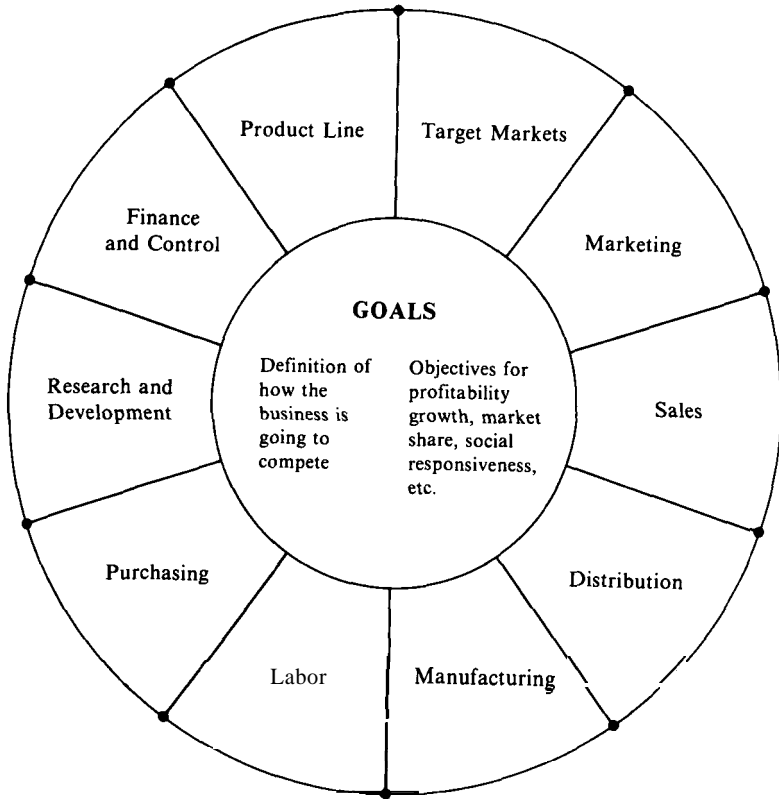 Product Line
Target Markets
Finance
and Control
Marketing
GOALS
Definition of
how the
business is
going to
compete
Objectives for
profitability
growth, market
share, social
responsiveness,
etc.
Research and
Development
Sales
Purchasing
Distribution
Labor
Manufacturing